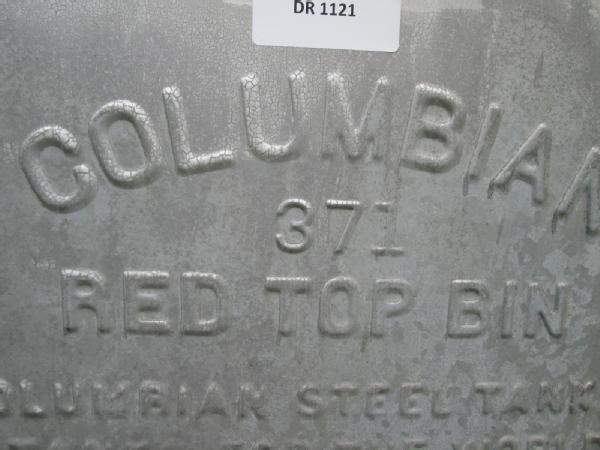 DR 1121
COLUMBIAN
371
RED TOP BIN
COLUMBIAN STEEL TANK